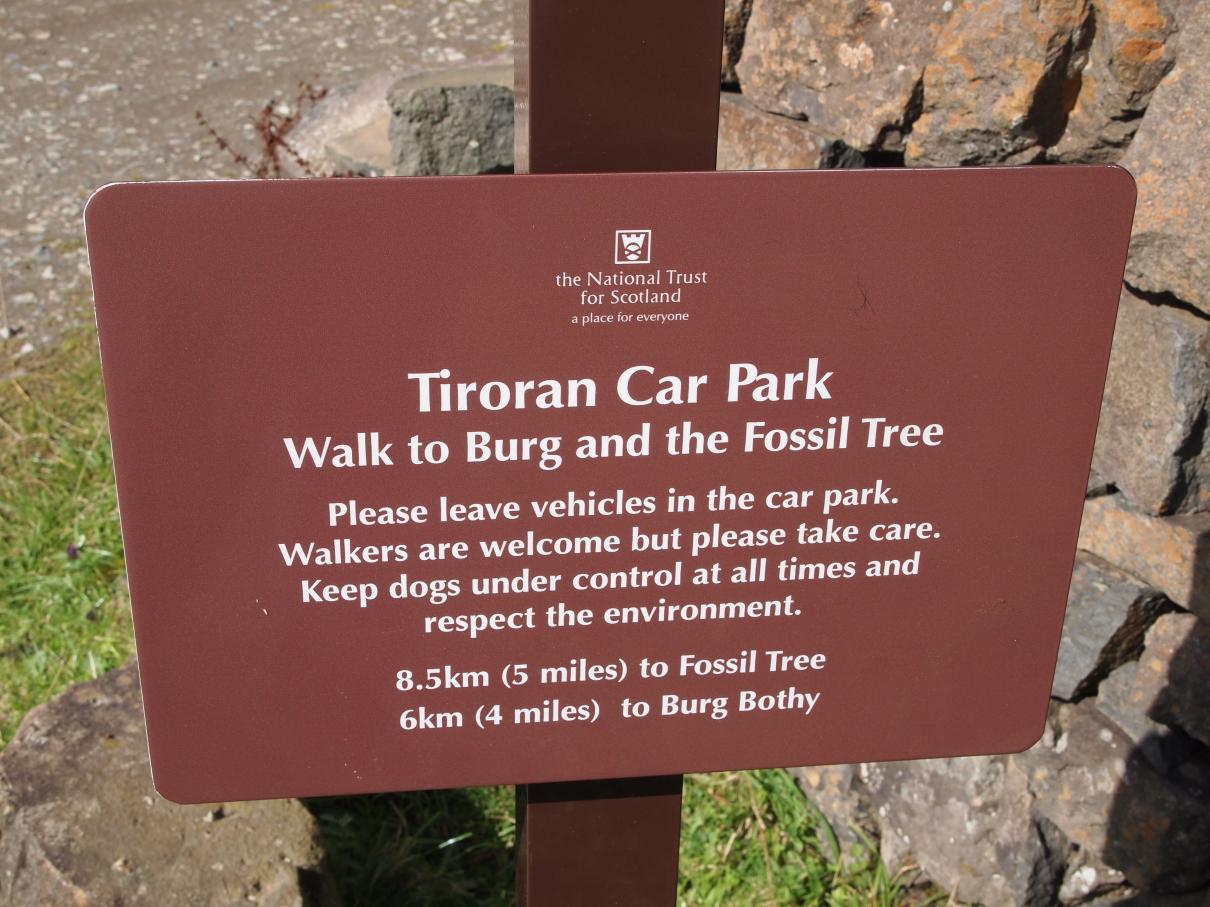 the National Trust
for Scotland
a place for everyone
Tiroran Car Park
Walk to Burg and the Fossil Tree
Please leave vehicles in the car park.
Walkers are welcome but please take care.
Keep dogs under control at all times and
respect the environment.
8.5km (5 miles) to Fossil Tree
6km (4 miles) to Burg Bothy